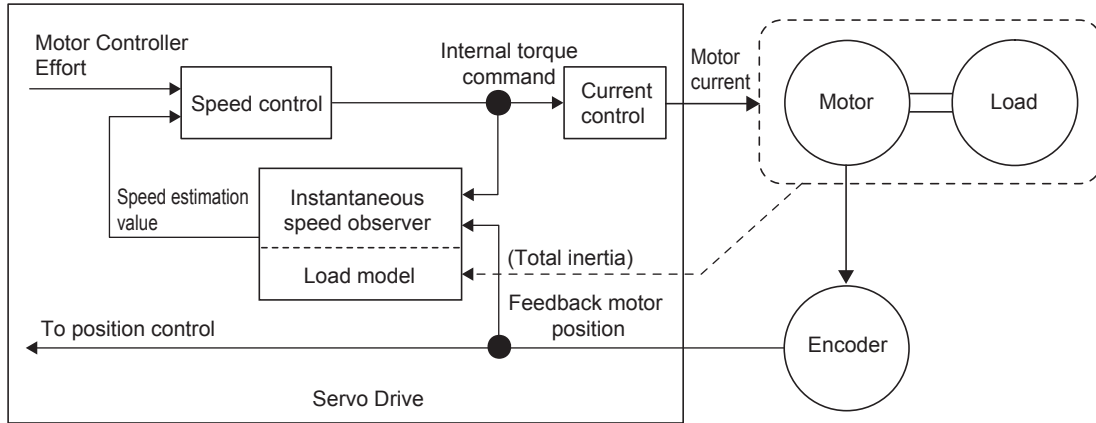 Motor Controller
Effort
Internal torque
command
Motor
current
Speed control
Current
control
Motor
Load
Speed estimation
value
Instantaneous
speed observer
Load model
(Total inertia)
Feedback motor
position
To position control
Encoder
Servo Drive